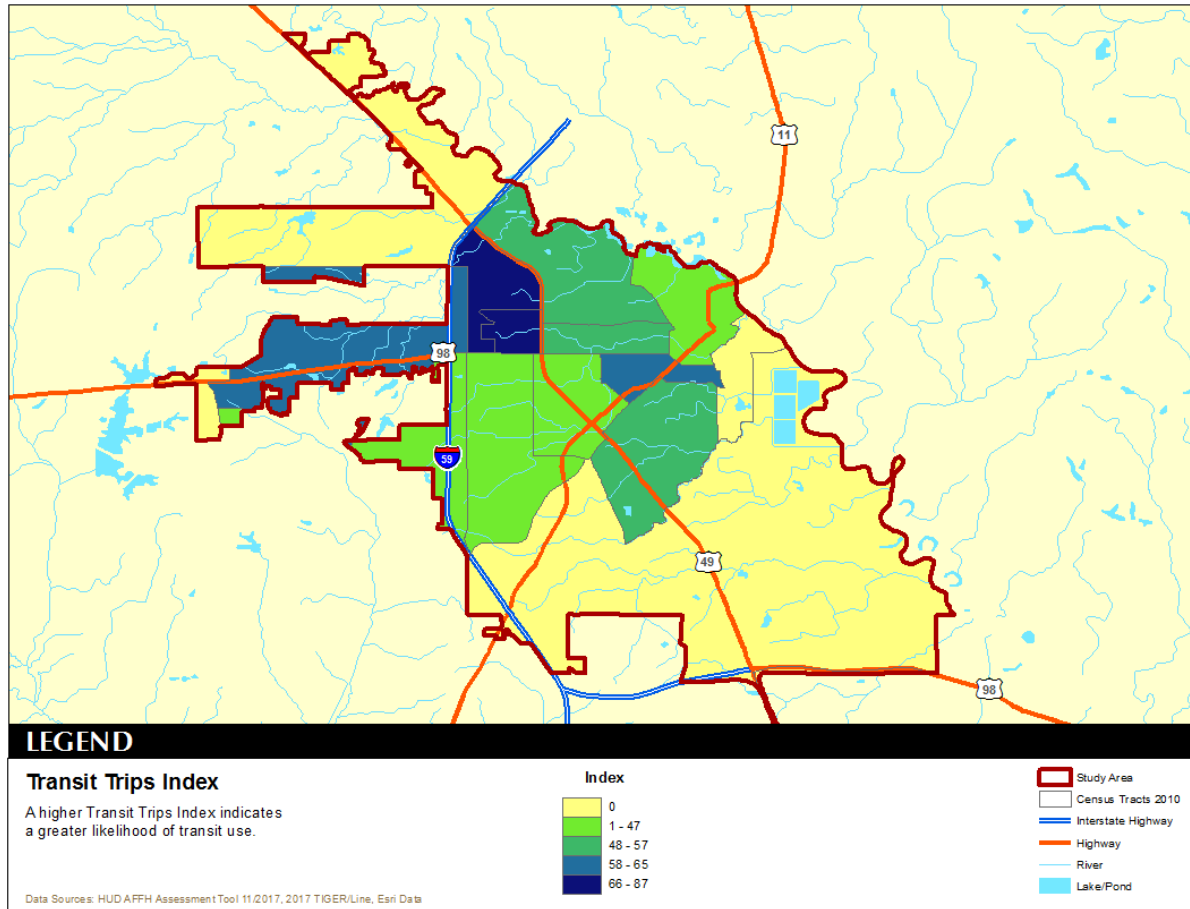 11
98
59
49
98
LEGEND
Transit Trips Index
A higher Transit Trips Index indicates
a greater likelihood of transit use.
Data Sources: HUD AFFH Assessment Tool 11/2017, 2017 TIGER/Line, Esri Data
Index
0
1 - 47
48 - 57
58 - 65
66 - 87
Study Area
Census Tracts 2010
Interstate Highway
Highway
River
Lake/Pond